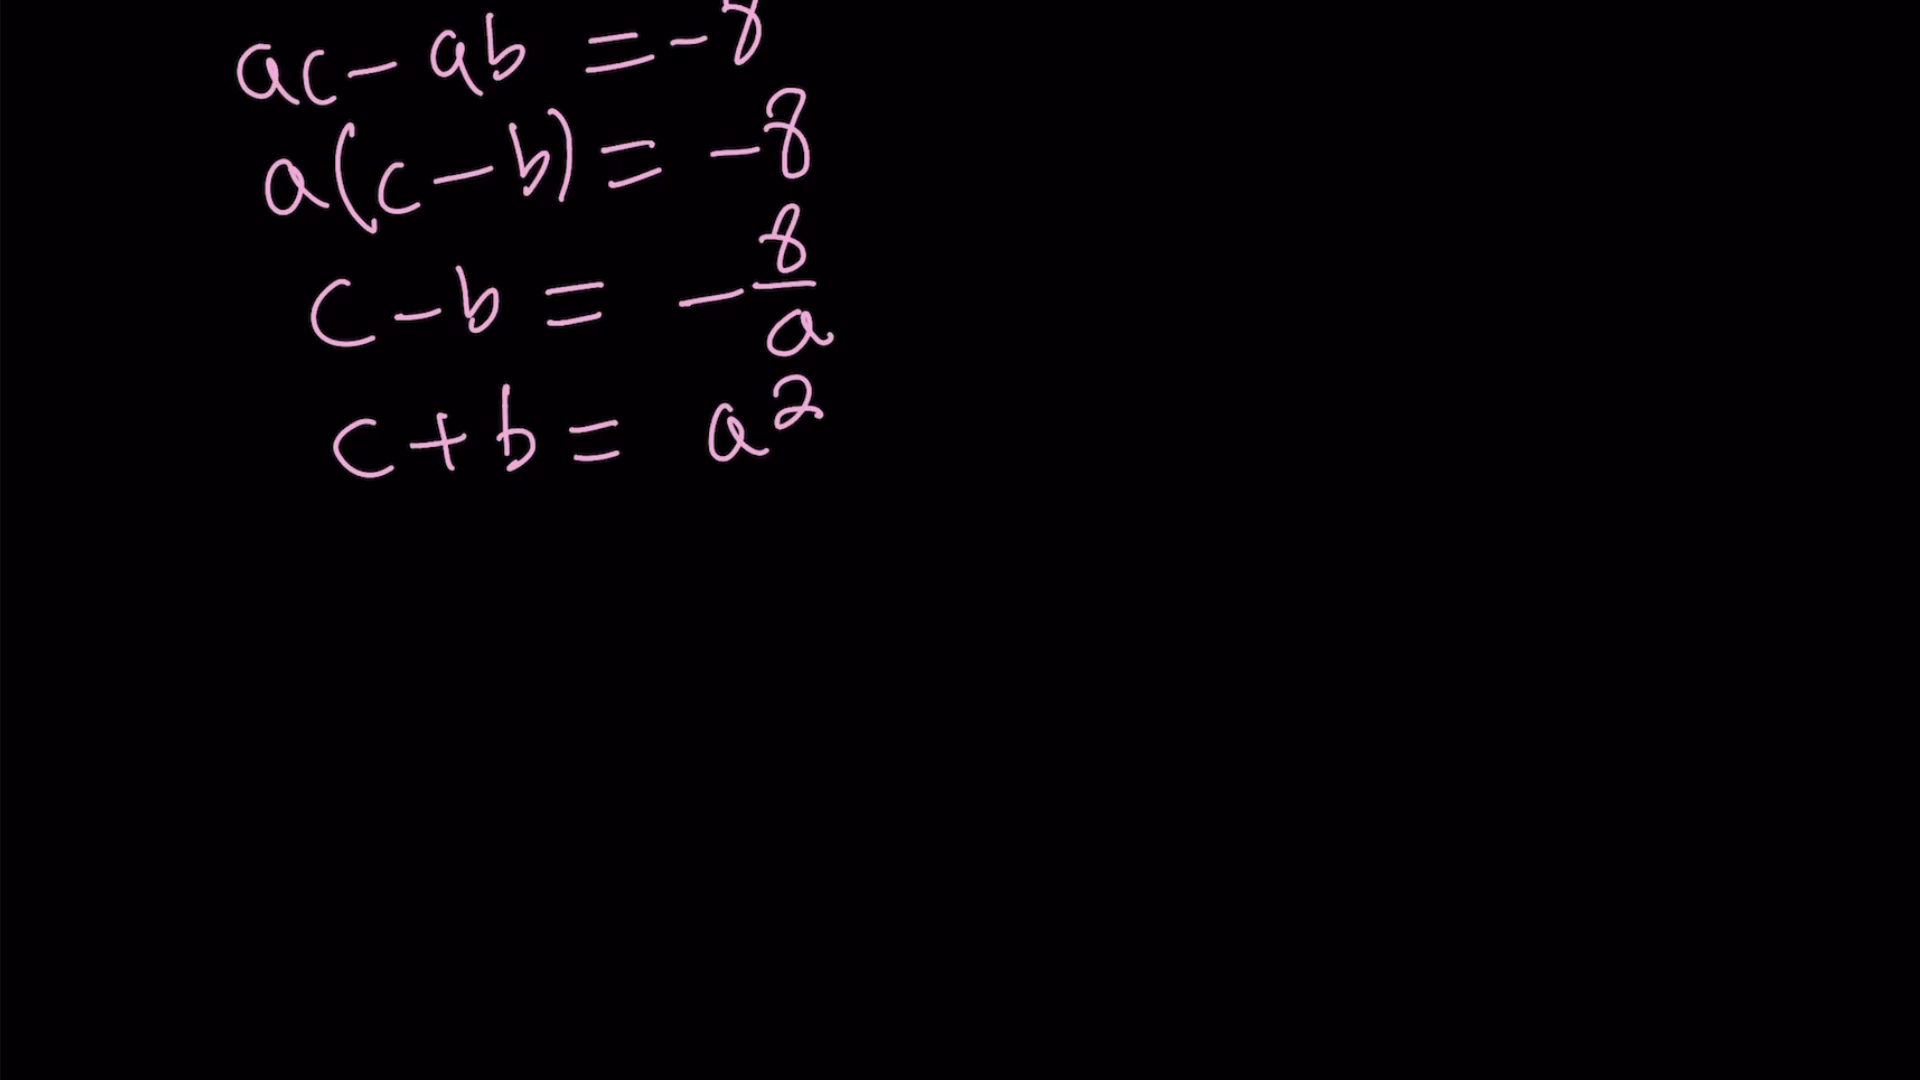 ac - ab = -8
a(c - b) = -8
c - b = - 8/a
c + b = a²